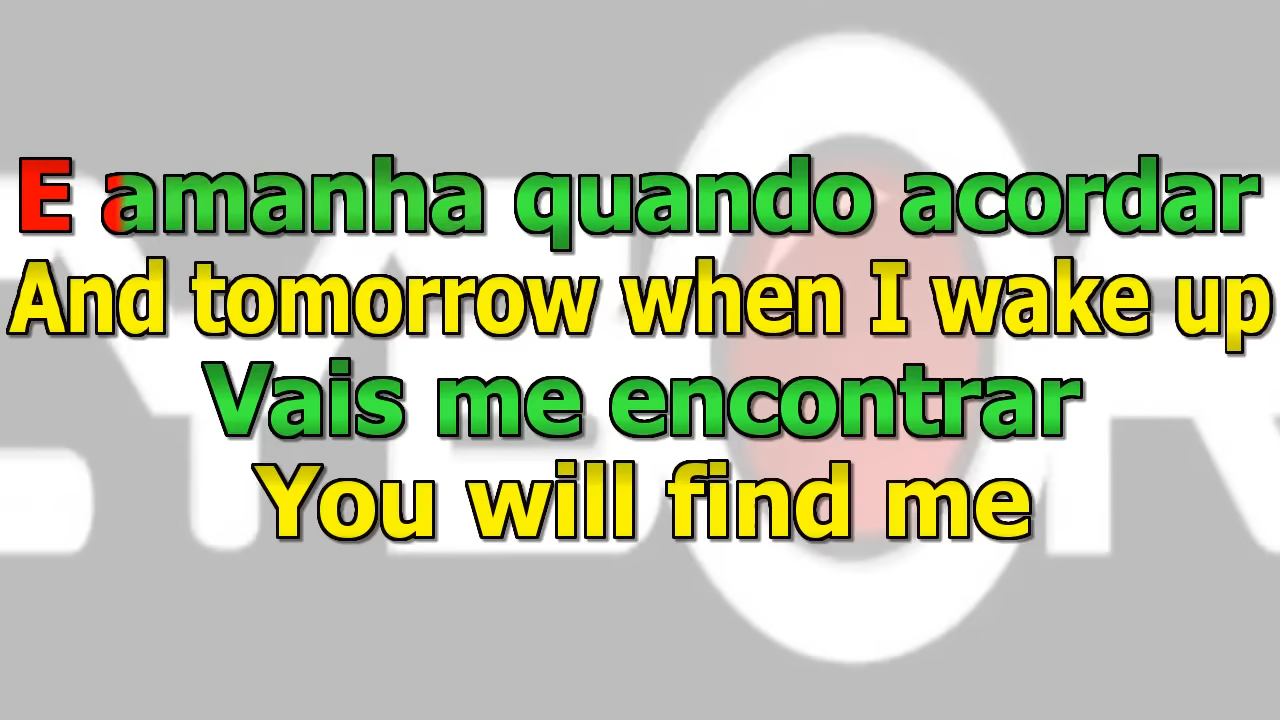 E amanha quando acordar
And tomorrow when I wake up
Vais me encontrar
You will find me